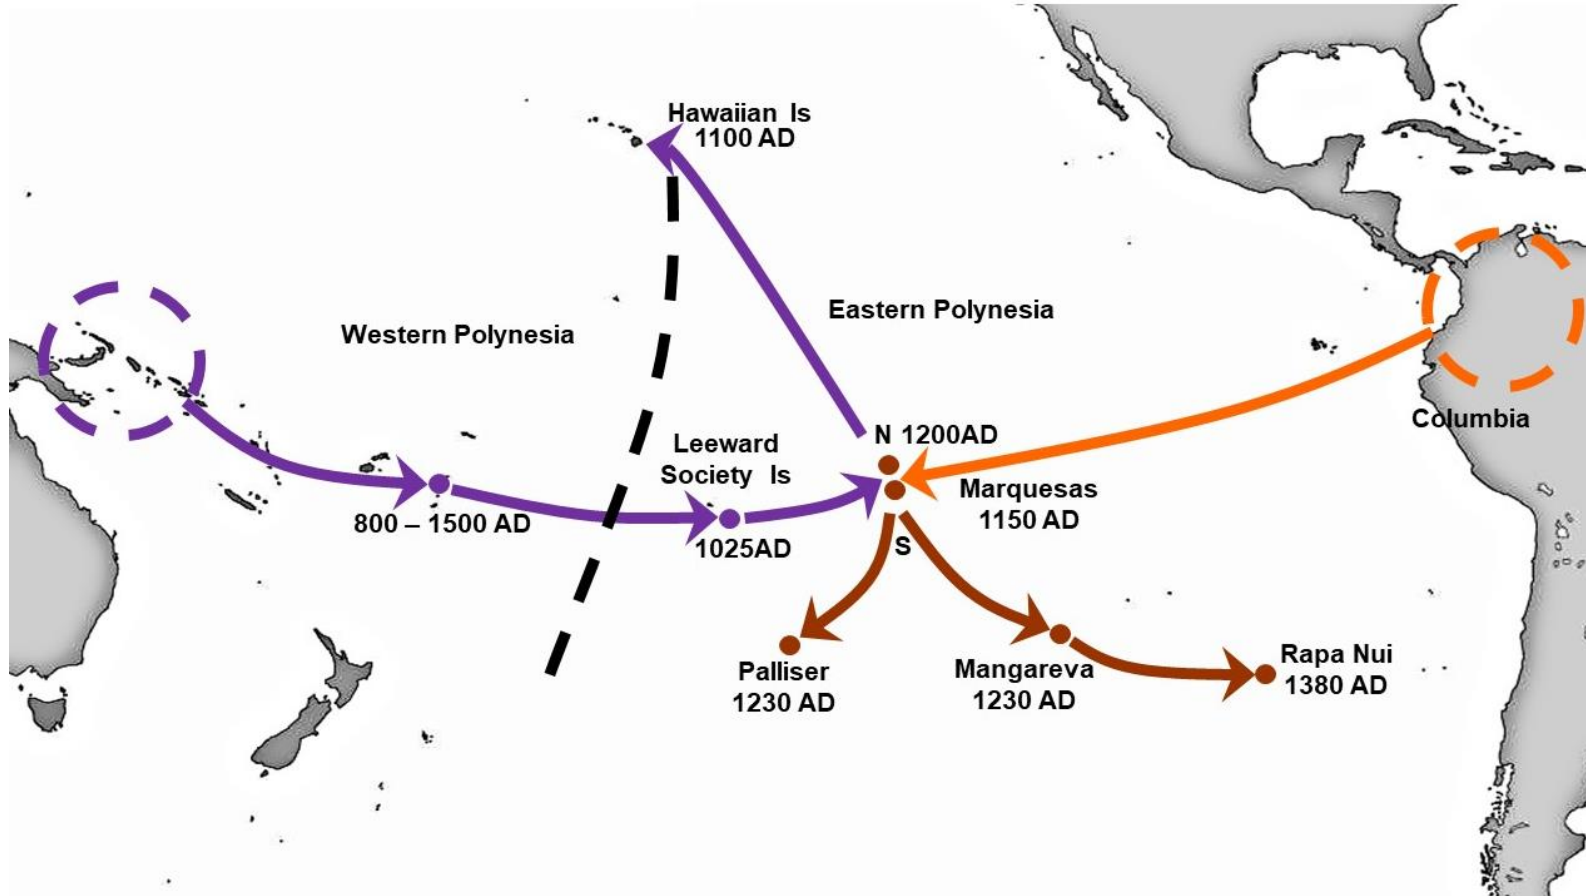 Hawaiian Is
1100 AD
Western Polynesia
Eastern Polynesia
Leeward
Society Is
N 1200AD
Columbia
800 – 1500 AD
1025AD
Marquesas
1150 AD
S
Palliser
1230 AD
Mangareva
1230 AD
Rapa Nui
1380 AD